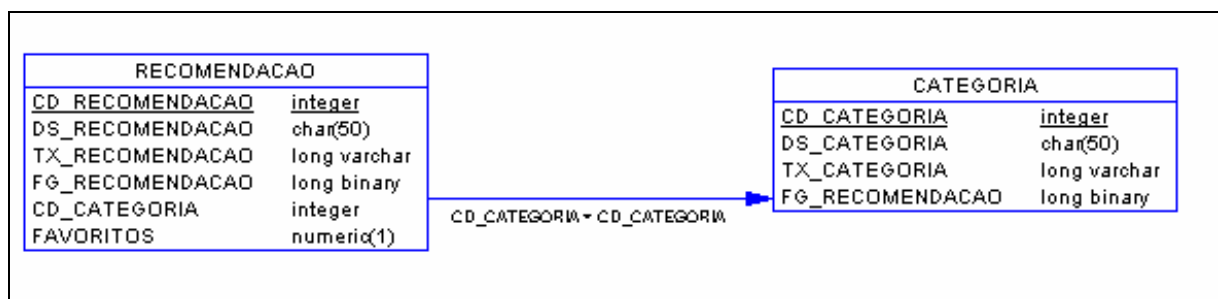 RECOMENDACAO
CD_RECOMENDACAO integer
DS_RECOMENDACAO char(50)
TX_RECOMENDACAO long varchar
FG_RECOMENDACAO long binary
CD_CATEGORIA integer
FAVORITOS numeric(1)
CD_CATEGORIA = CD_CATEGORIA
CATEGORIA
CD_CATEGORIA integer
DS_CATEGORIA char(50)
TX_CATEGORIA long varchar
FG_RECOMENDACAO long binary